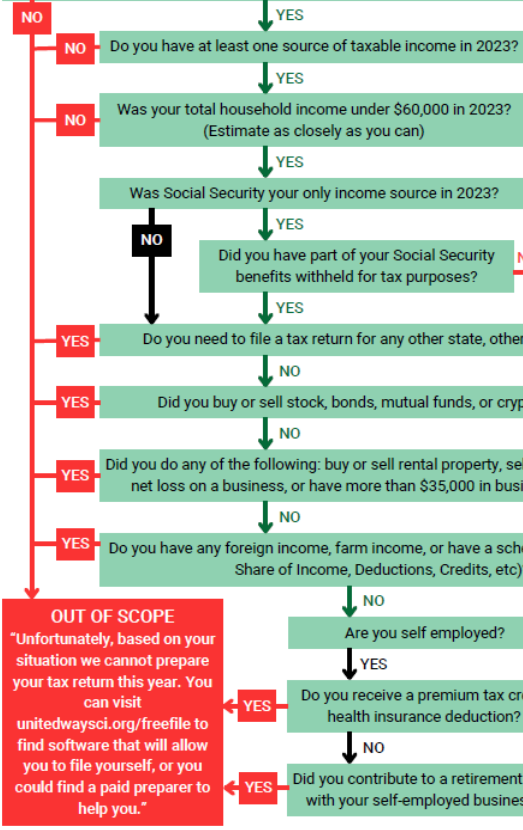 NO
YES
NO
Do you have at least one source of taxable income in 2023?
YES
NO
Was your total household income under $60,000 in 2023?
(Estimate as closely as you can)
YES
Was Social Security your only income source in 2023?
NO
YES
Did you have part of your Social Security
benefits withheld for tax purposes?
YES
YES
Do you need to file a tax return for any other state, other
NO
YES
Did you buy or sell stock, bonds, mutual funds, or
NO
YES
Did you do any of the following: buy or sell rental property,
net loss on a business, or have more than $35,000 in
NO
YES
Do you have any foreign income, farm income, or have a
Share of Income, Deductions, Credits, etc)
NO
Are you self employed?
YES
YES
Do you receive a premium tax
health insurance deduction?
NO
YES
Did you contribute to a retirement
with your self-employed
OUT OF SCOPE
“Unfortunately, based on your
situation we cannot prepare
your tax return this year. You
can visit
unitedwaysci.org/freefile to
find software that will allow
you to file yourself, or you
could find a paid preparer to
help you.”